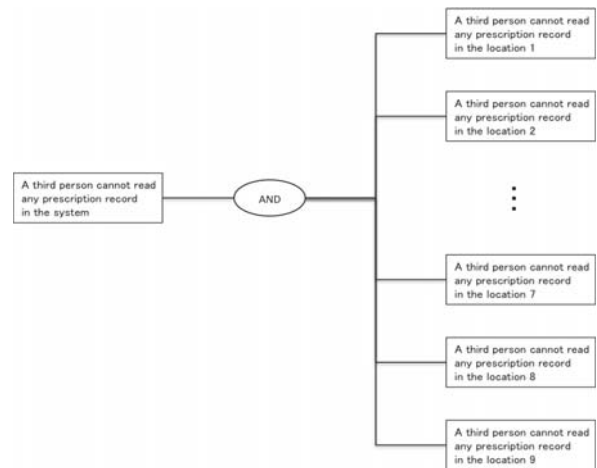 A third person cannot read
any prescription record
in the location 1
A third person cannot read
any prescription record
in the location 2
A third person cannot read
any prescription record
in the system
AND
A third person cannot read
any prescription record
in the location 7
A third person cannot read
any prescription record
in the location 8
A third person cannot read
any prescription record
in the location 9